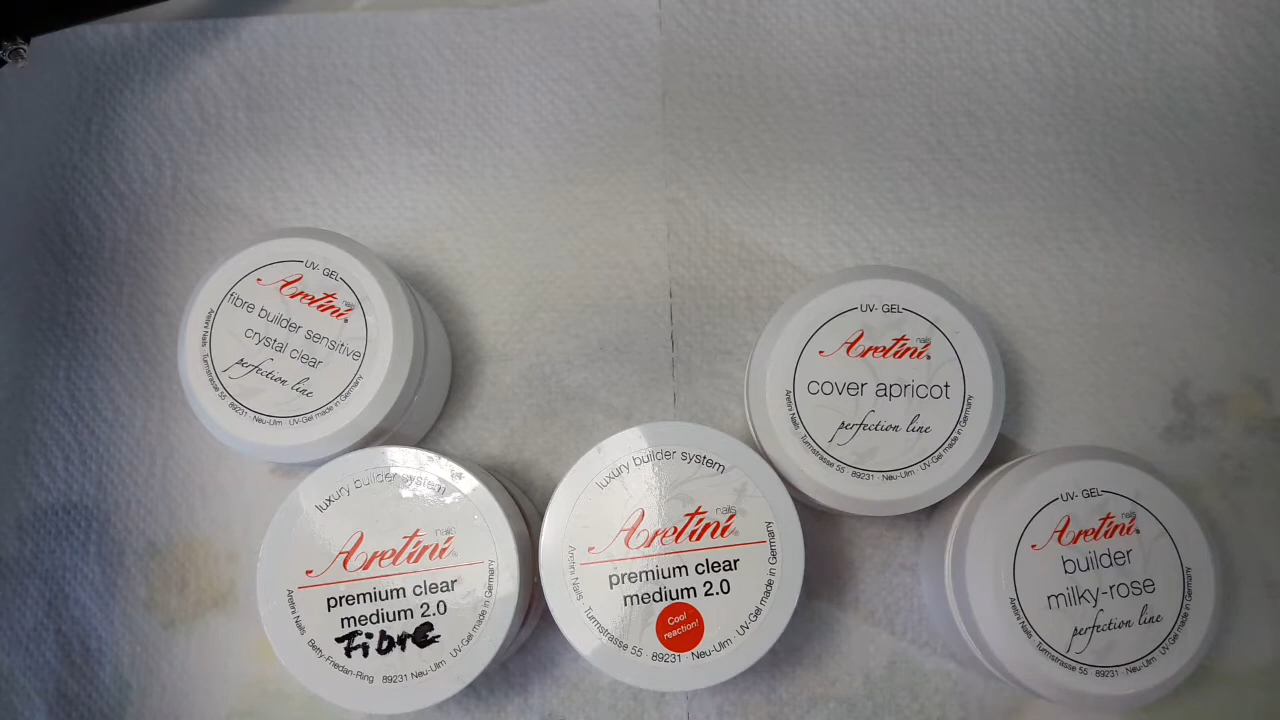 UV- GEL
Aretini nails
fibre builder sensitive
crystal clear
perfection line
Aretini Nails · Turmstrasse 55 · 89231 · Neu-Ulm · UV-Gel made in Germany
luxury builder system
Aretini nails
premium clear
medium 2.0
Fibre
Aretini Nails Betty-Friedan-Ring 89231 Neu-Ulm UV-Gel made in Germany
luxury builder system
Aretini nails
premium clear
medium 2.0
Cool
reaction!
Aretini Nails · Turmstrasse 55 · 89231 · Neu-Ulm · UV-Gel made in Germany
UV- GEL
Aretini nails
cover apricot
perfection line
Aretini Nails · Turmstrasse 55 · 89231 · Neu-Ulm · UV-Gel made in Germany
UV- GEL
Aretini nails
builder
milky-rose
perfection line
Aretini Nails · Turmstrasse 55 · 89231 · Neu-Ulm · UV-Gel made in Germany